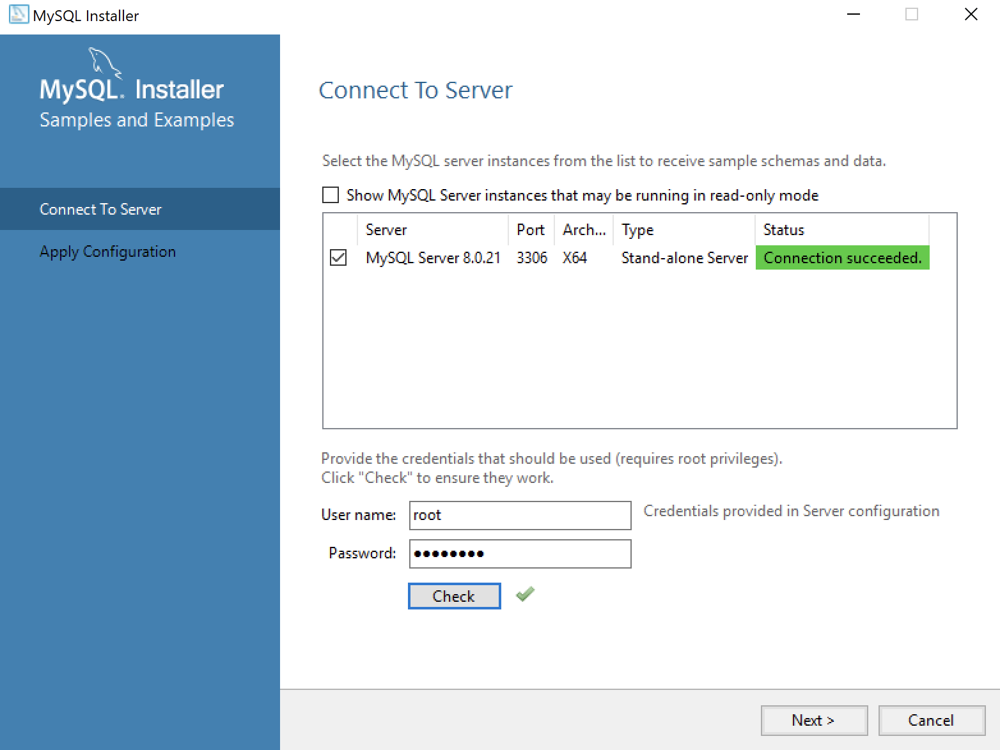 MySQL Installer
MySQL. Installer
Samples and Examples
Connect To Server
Apply Configuration
Connect To Server
Select the MySQL server instances from the list to receive sample schemas and data.
Show MySQL Server instances that may be running in read-only mode
Server Port Arch... Type Status
MySQL Server 8.0.21 3306 X64 Stand-alone Server Connection succeeded.
Provide the credentials that should be used (requires root privileges).
Click "Check" to ensure they work.
User name: root Credentials provided in Server configuration
Password: ●●●●●●●●
Check
Next > Cancel